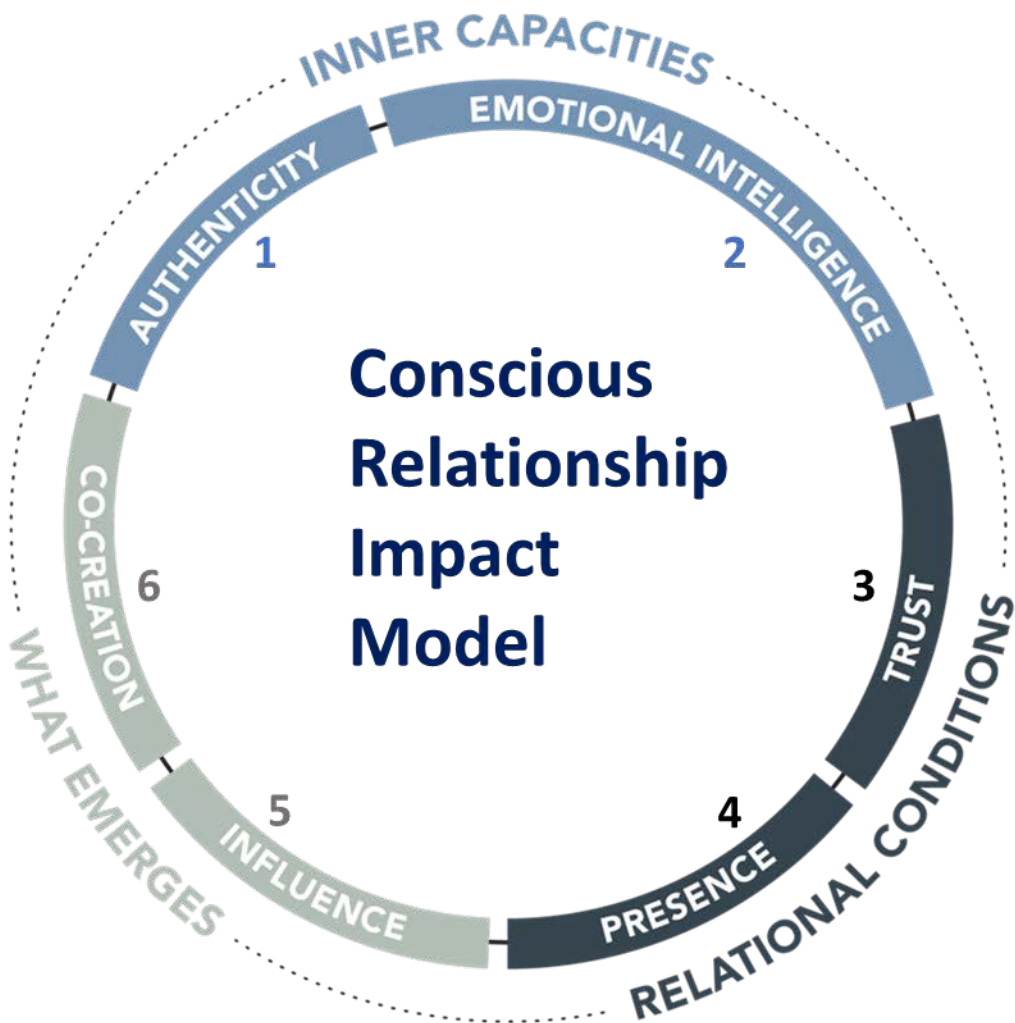 INNER CAPACITIES
AUTHENTICITY
1
EMOTIONAL INTELLIGENCE
2
Conscious
Relationship
Impact
Model
3
TRUST
RELATIONAL CONDITIONS
4
PRESENCE
5
INFLUENCE
6
CO-CREATION
WHAT EMERGES